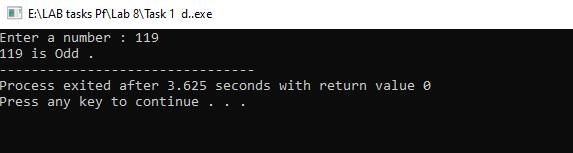 E:\LAB tasks Pf\Lab 8\Task 1  d..exe
Enter a number : 119
119 is Odd .
--------------------------------
Process exited after 3.625 seconds with return value 0
Press any key to continue . . .